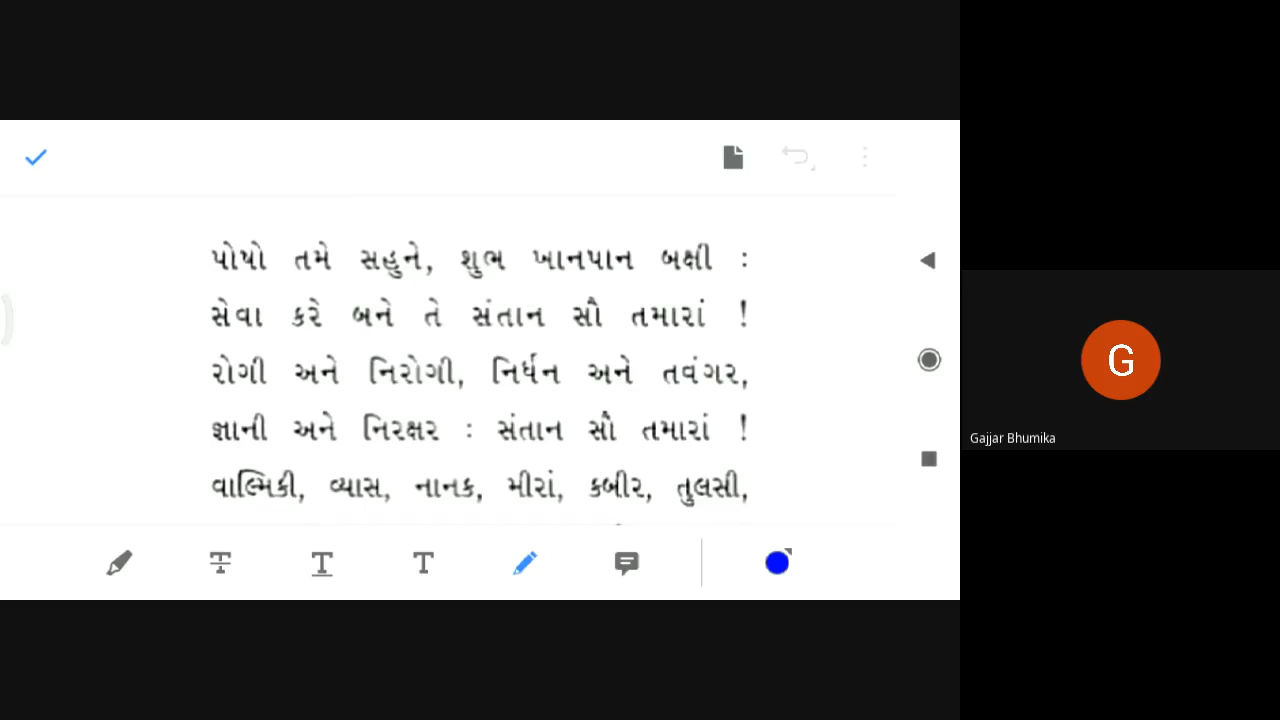 પોષો તમે સહુને, શુભ ખાનપાન બક્ષી :
સેવા કરે બને તે સંતાન સૌ તમારાં !
રોગી અને નિરોગી, નિર્ધન અને તવંગર,
જ્ઞાની અને નિરક્ષર : સંતાન સૌ તમારાં !
વાલ્મિકી, વ્યાસ, નાનક, મીરાં, કબીર, તુલસી,
T T T
G
Gajjar Bhumika